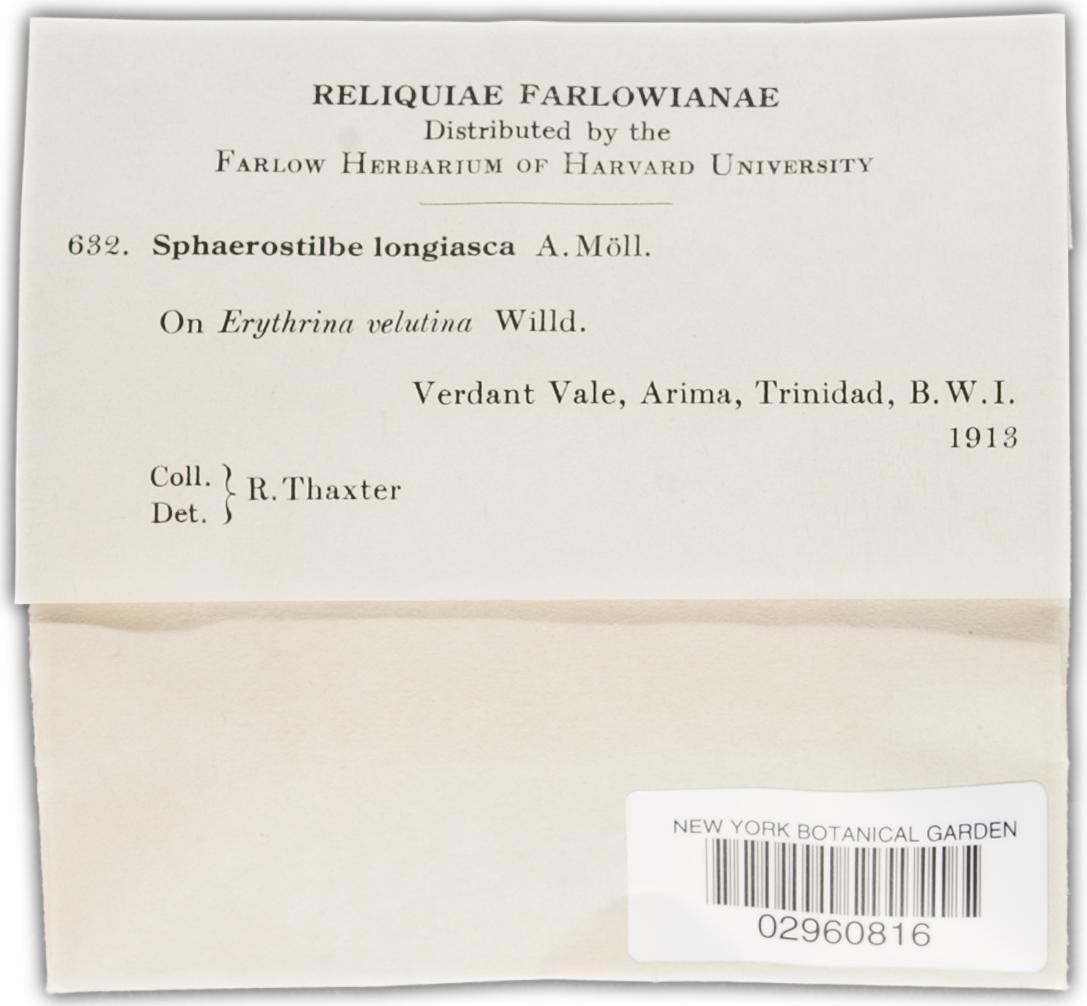 RELIQUIAE FARLOWIANAE
Distributed by the
FARLOW HERBARIUM OF HARVARD UNIVERSITY
632. Sphaerostilbe longiasca A. Möll.
On Erythrina velutina Willd.
Verdant Vale, Arima, Trinidad, B.W.I.
1913
Coll. } R. Thaxter
Det.
NEW YORK BOTANICAL GARDEN
02960816